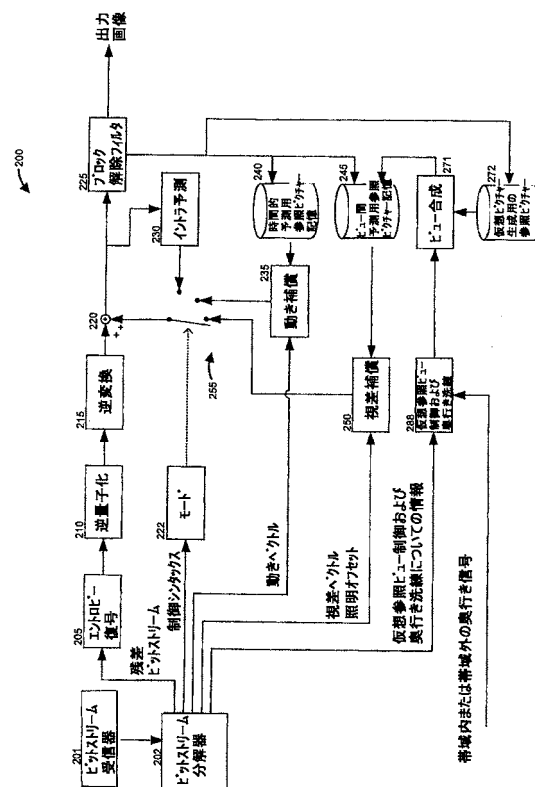 200
出力
画像
225
ブロック
解除フィルタ
230
イントラ予測
240
時間的
予測用
参照ピクチャー
記憶
245
ビュー間
予測用参照
ピクチャー記憶
271
ビュー合成
272
仮想ピクチャー
生成用の
参照ピクチャ
220
+
+
255
235
動き補償
250
視差補償
288
仮想参照ビュー
制御および
奥行き洗練
215
逆変換
210
逆量子化
222
モード
205
エントロピー
復号
残差
ビットストリーム
制御シンタックス
動きベクトル
視差ベクトル
照明オフセット
仮想参照ビュー制御および
奥行き洗練についての情報
201
ビットストリーム
受信器
202
ビットストリーム
分解器
帯域内または帯域外の奥行き信号